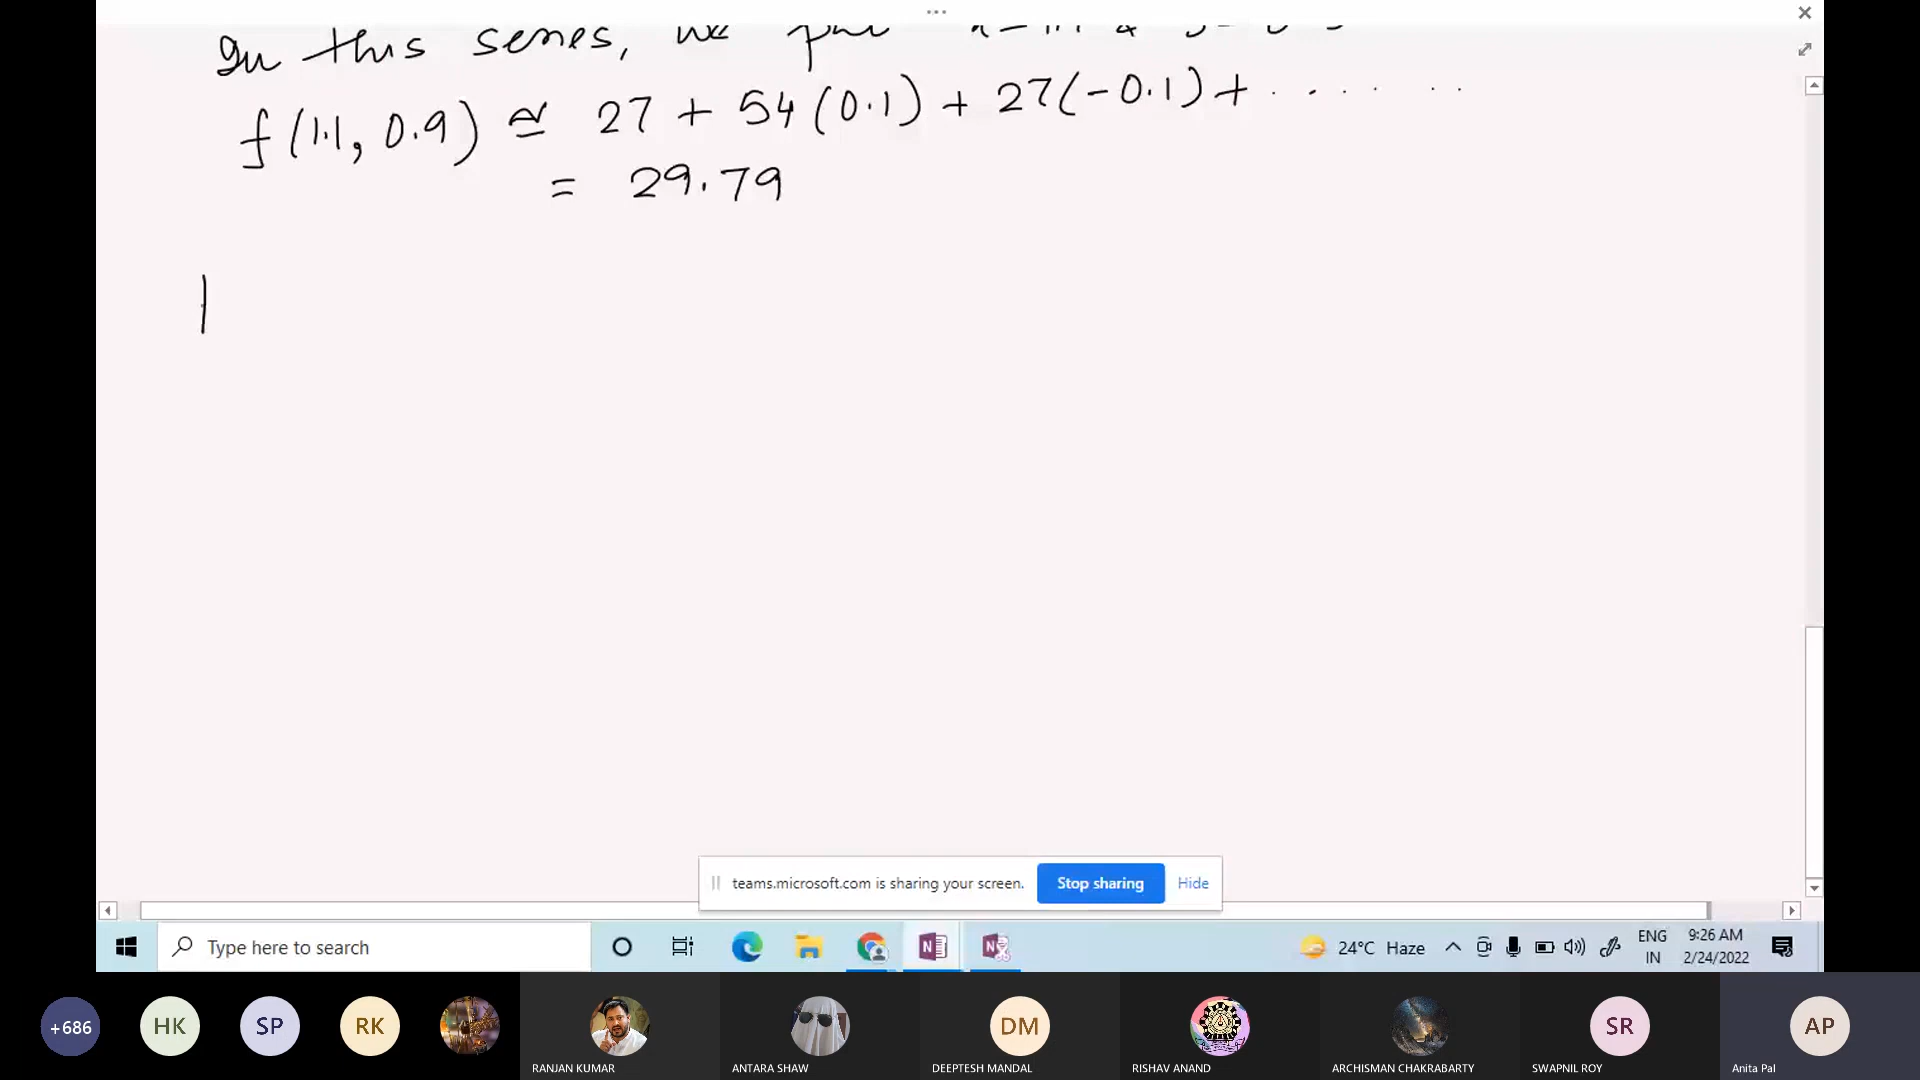 In this series, we put
f(1.1, 0.9) ≅ 27 + 54(0.1) + 27(-0.1) + ......
= 29.79
teams.microsoft.com is sharing your screen. Stop sharing Hide
Type here to search
24°C Haze
ENG
IN
9:26 AM
2/24/2022
+686 HK SP RK DM SR AP
RANJAN KUMAR ANTARA SHAW DEEPTESH MANDAL RISHAV ANAND ARCHISMAN CHAKRABARTY SWAPNIL ROY Anita Pal